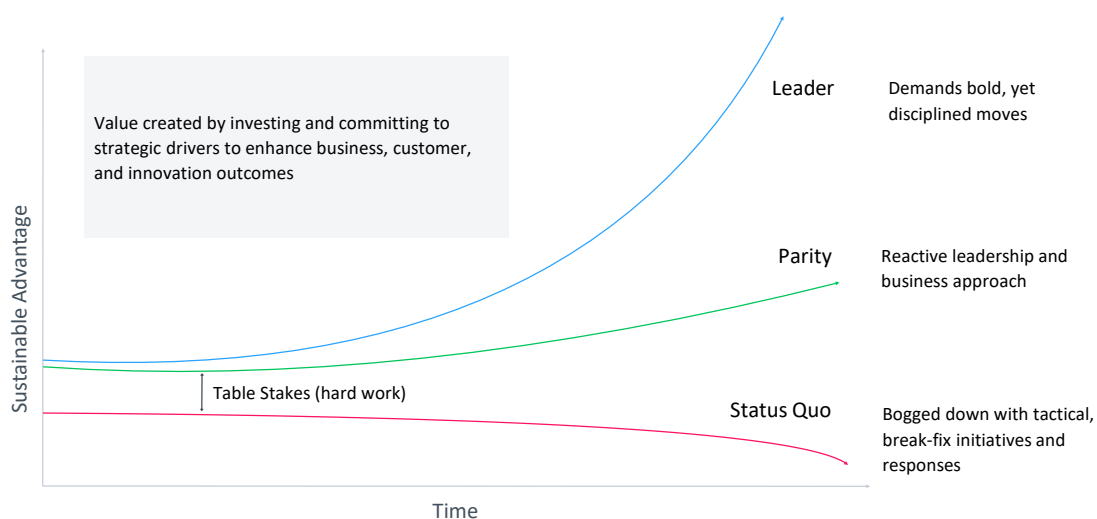 Leader
Demands bold, yet
disciplined moves
Value created by investing and committing to
strategic drivers to enhance business, customer,
and innovation outcomes
Sustainable Advantage
Parity
Reactive leadership and
business approach
Table Stakes (hard work)
Status Quo
Bogged down with tactical,
break-fix initiatives and
responses
Time